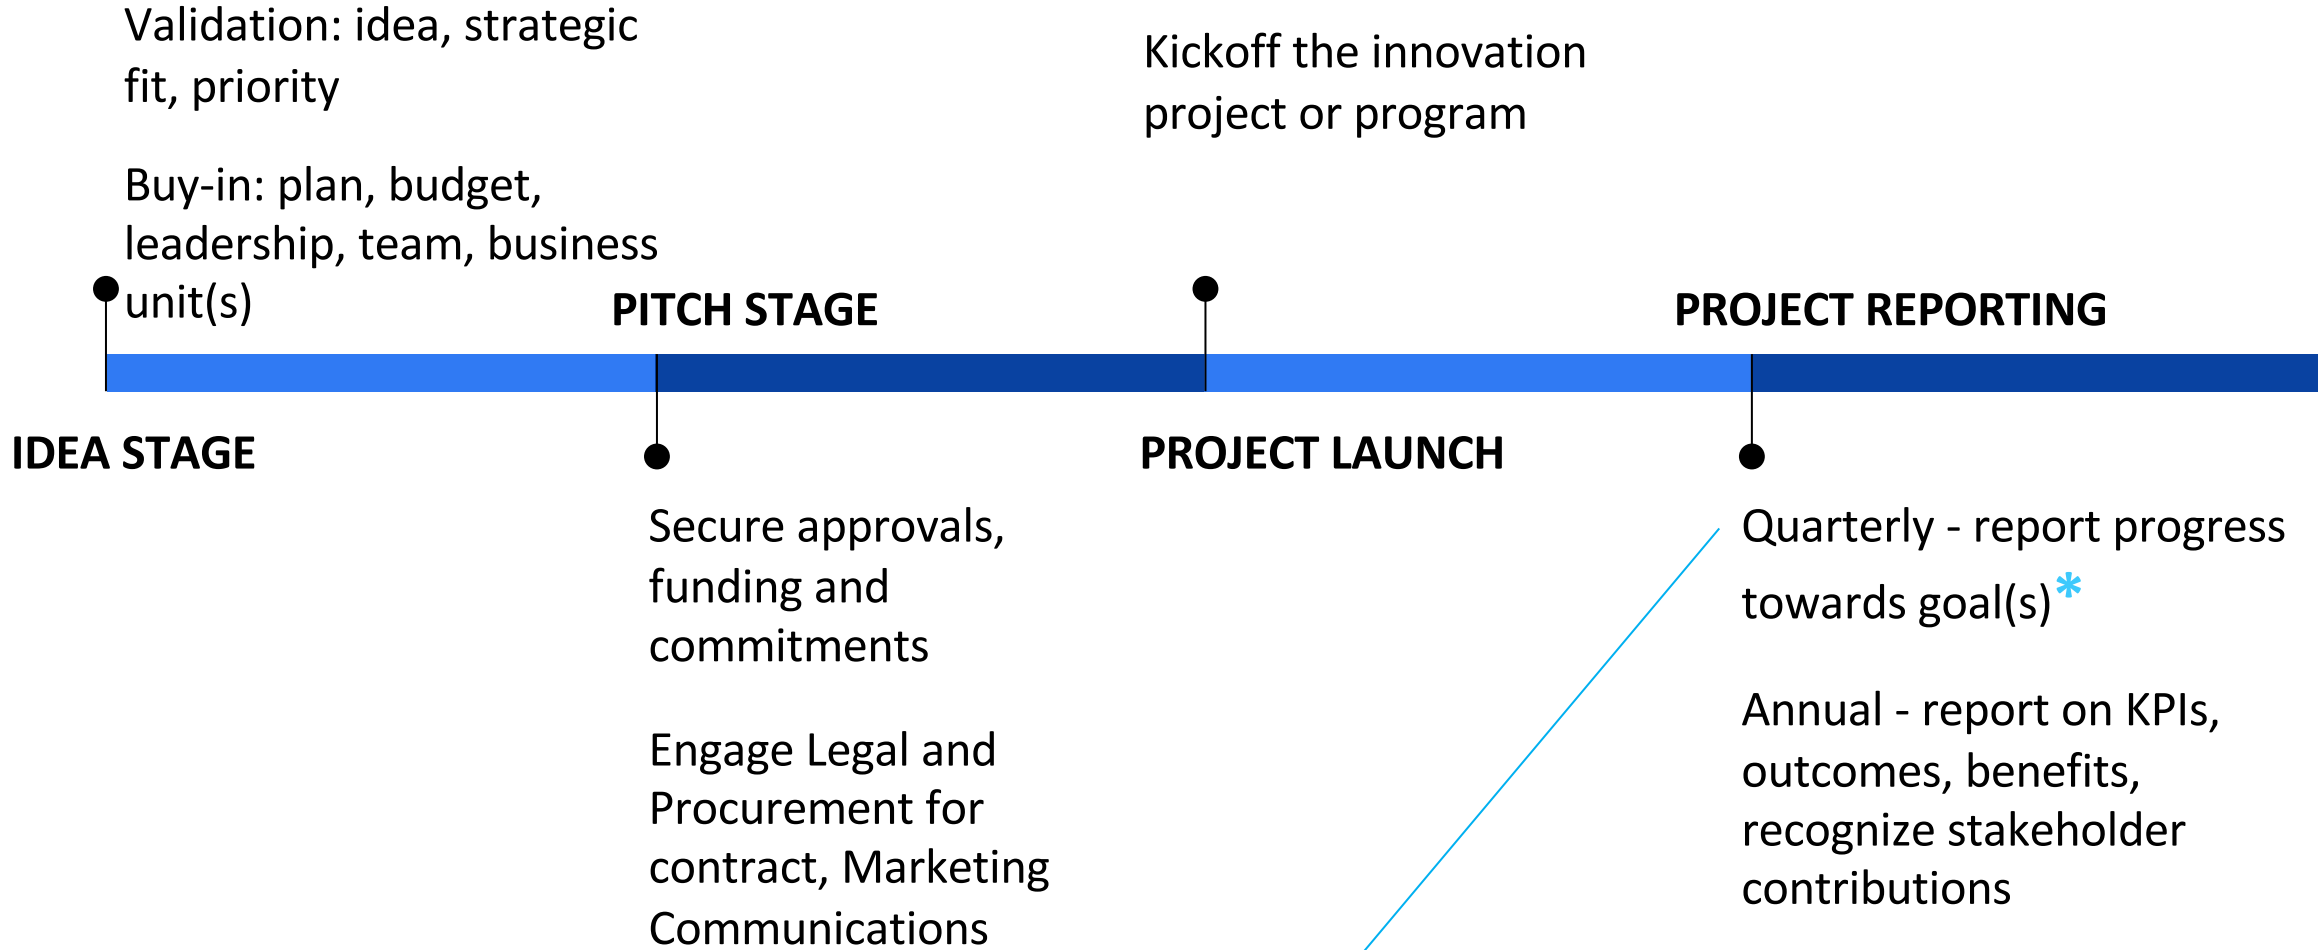 Validation: idea, strategic
fit, priority
Buy-in: plan, budget,
leadership, team, business
unit(s)
IDEA STAGE
PITCH STAGE
Secure approvals,
funding and
commitments
Engage Legal and
Procurement for
contract, Marketing
Communications
Kickoff the innovation
project or program
PROJECT LAUNCH
PROJECT REPORTING
Quarterly - report progress
towards goal(s)*
Annual - report on KPIs,
outcomes, benefits,
recognize stakeholder
contributions